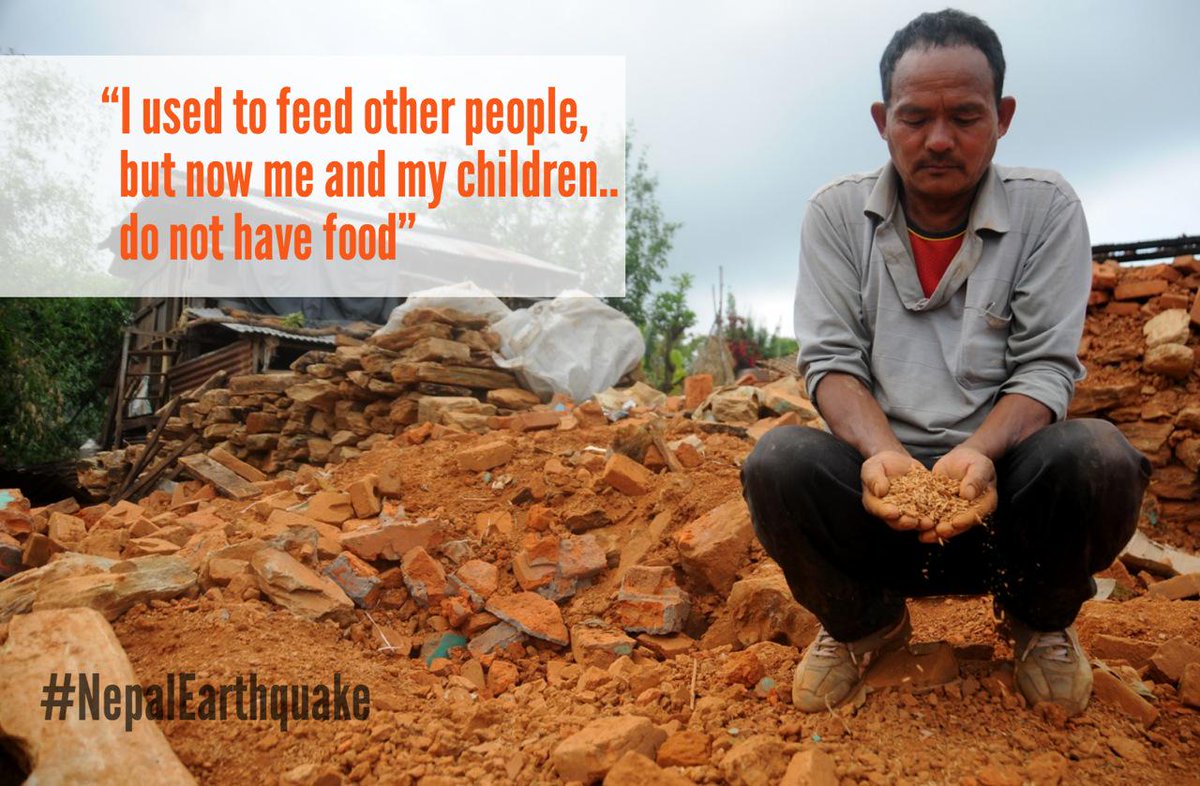 “I used to feed other people,
but now me and my children..
do not have food”
#NepalEarthquake